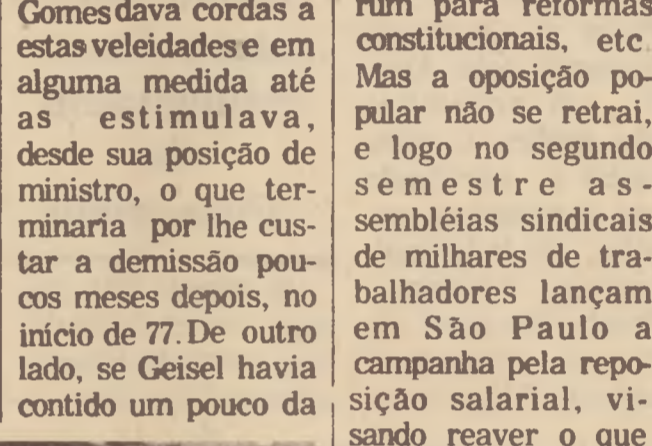 Gomes dava cordas a
estas veleidades e em
alguma medida até
as estimulava,
desde sua posição de
ministro, o que ter-
minaria por lhe cus-
tar a demissão pou-
cos meses depois, no
início de 77. De outro
lado, se Geisel havia
contido um pouco da
rum para reformas
constitucionais, etc.
Mas a oposição po-
pular não se retrai,
e logo no segundo
semestre as-
sembléias sindicais
de milhares de tra-
balhadores lançam
em São Paulo a
campanha pela repo-
sição salarial, vi-
sando reaver o que